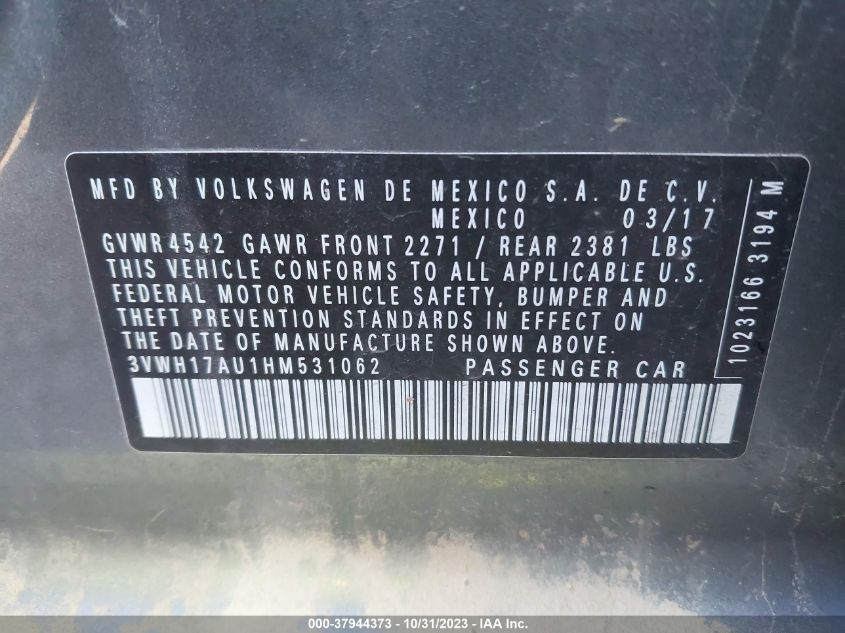 MFD BY VOLKSWAGEN DE MEXICO S.A. DE C.V.
MEXICO 03/17
GVWR 4542 GAWR FRONT 2271 / REAR 2381 LBS
THIS VEHICLE CONFORMS TO ALL APPLICABLE U.S.
FEDERAL MOTOR VEHICLE SAFETY, BUMPER AND
THEFT PREVENTION STANDARDS IN EFFECT ON
THE DATE OF MANUFACTURE SHOWN ABOVE.
3VWH17AU1HM531062 PASSENGER CAR
1023166 3194 M
000-37944373 - 10/31/2023 - IAA Inc.